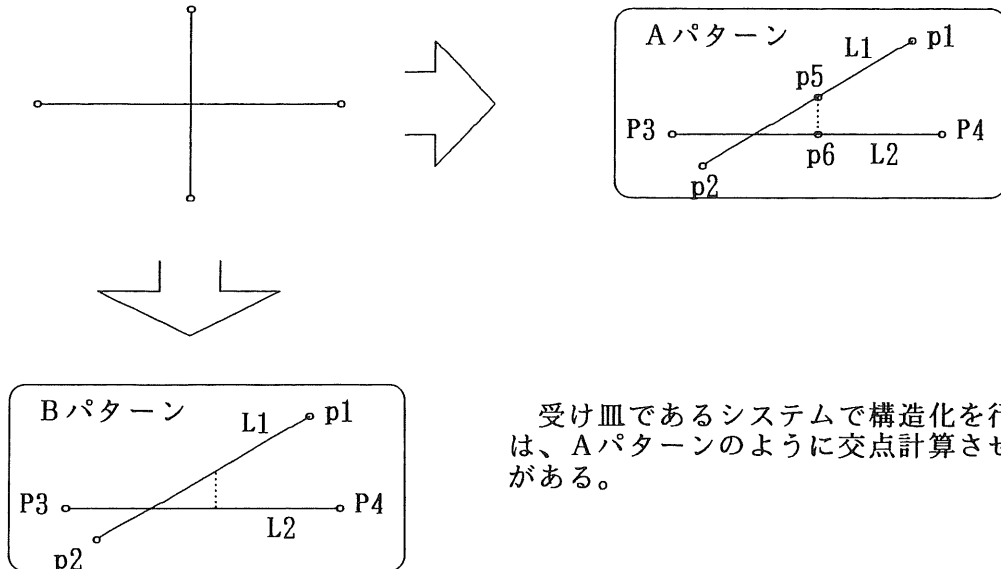 Aパターン
L1
p1
p5
P3
P4
p6
L2
p2
Bパターン
L1
p1
P3
P4
L2
p2
受け皿であるシステムで構造化を行
は、Aパターンのように交点計算させ
がある。